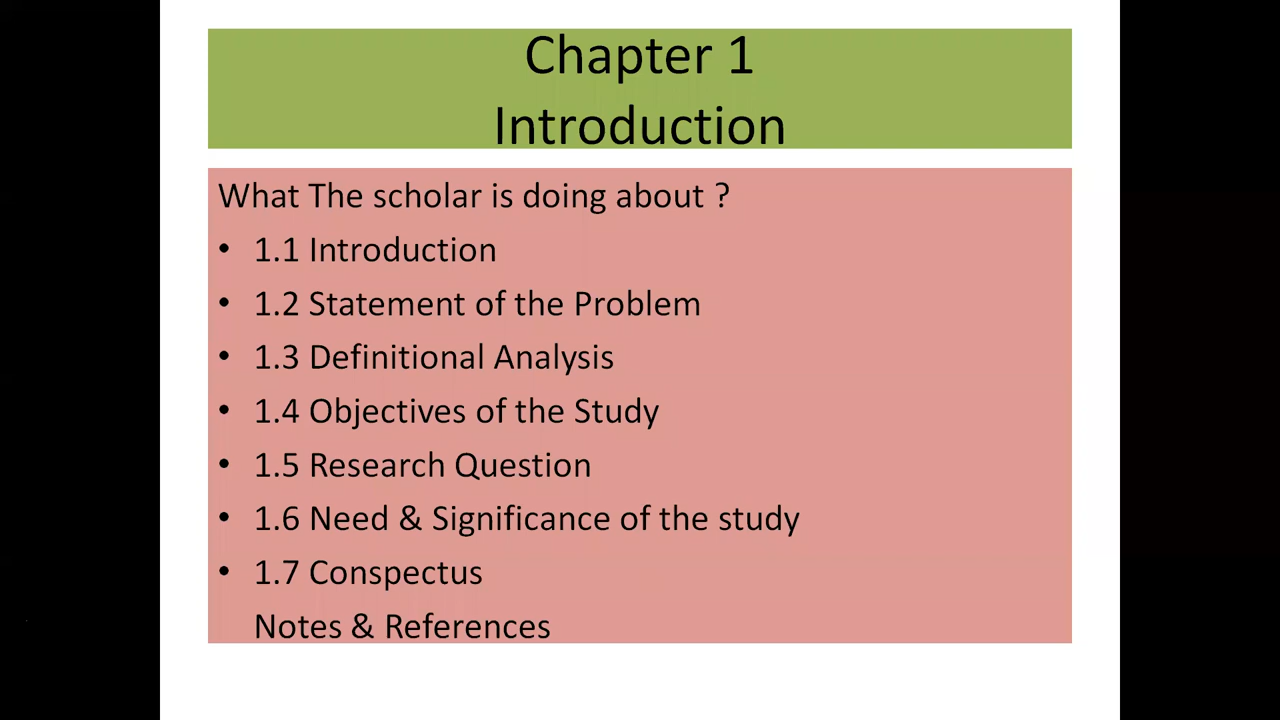 Chapter 1
Introduction
What The scholar is doing about ?
• 1.1 Introduction
• 1.2 Statement of the Problem
• 1.3 Definitional Analysis
• 1.4 Objectives of the Study
• 1.5 Research Question
• 1.6 Need & Significance of the study
• 1.7 Conspectus
Notes & References